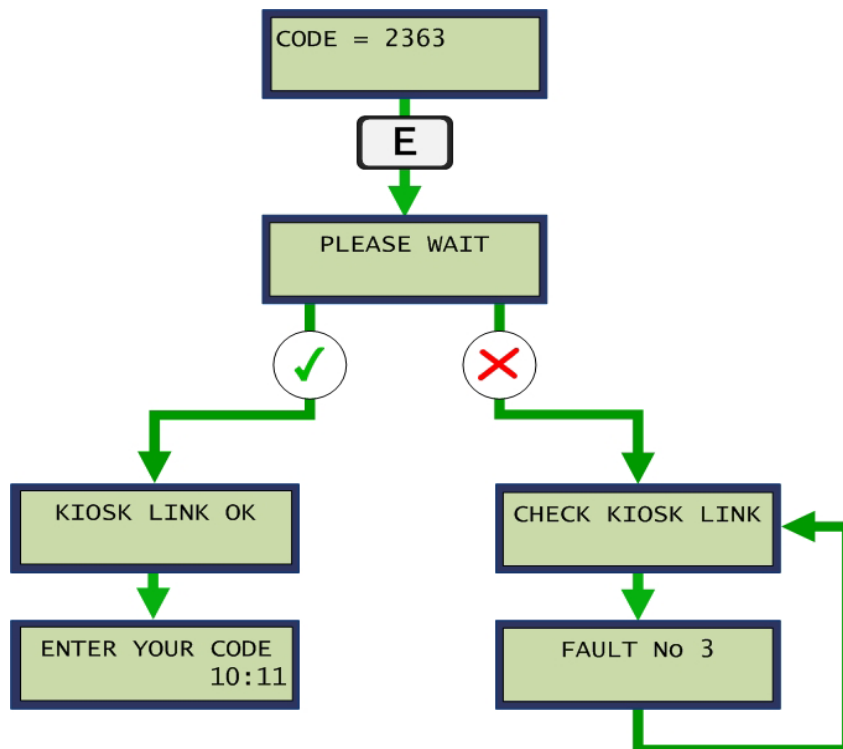 CODE = 2363
E
PLEASE WAIT
KIOSK LINK OK
CHECK KIOSK LINK
ENTER YOUR CODE
10:11
FAULT No 3